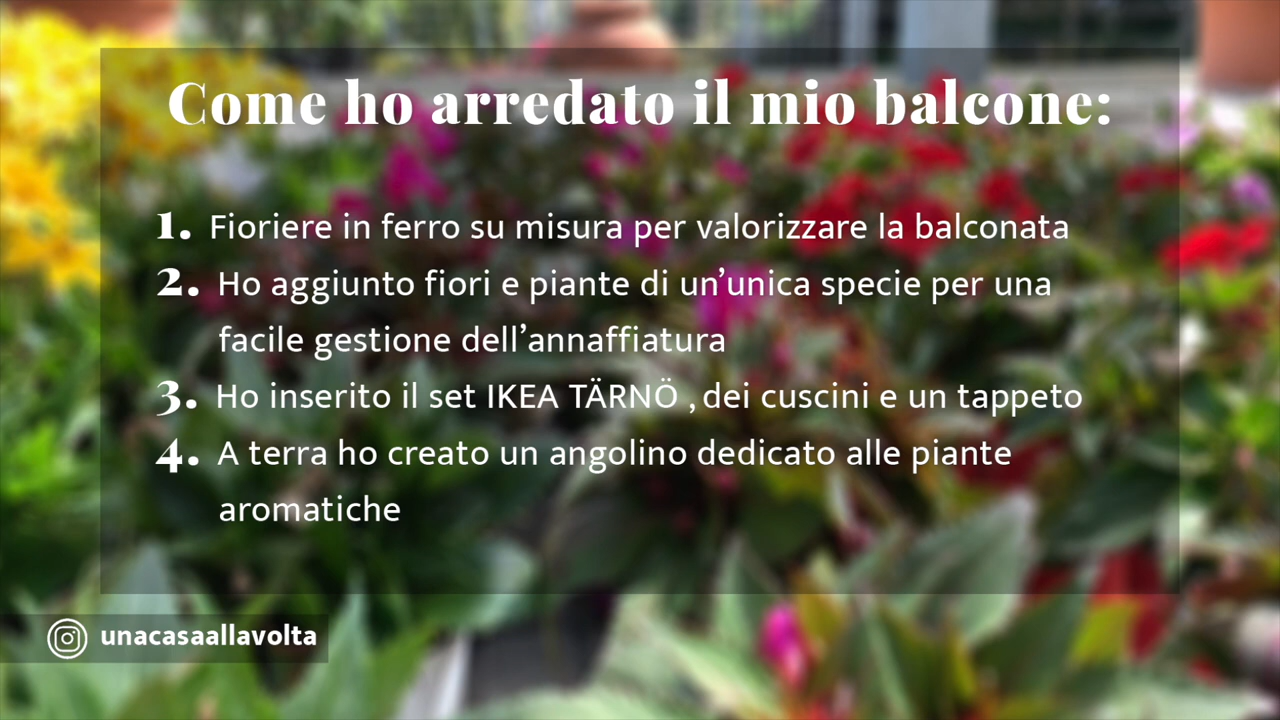 Come ho arredato il mio balcone:
1. Fioriere in ferro su misura per valorizzare la balconata
2. Ho aggiunto fiori e piante di un’unica specie per una
facile gestione dell’annaffiatura
3. Ho inserito il set IKEA TÄRNÖ , dei cuscini e un tappeto
4. A terra ho creato un angolino dedicato alle piante
aromatiche
unacasaallavolta